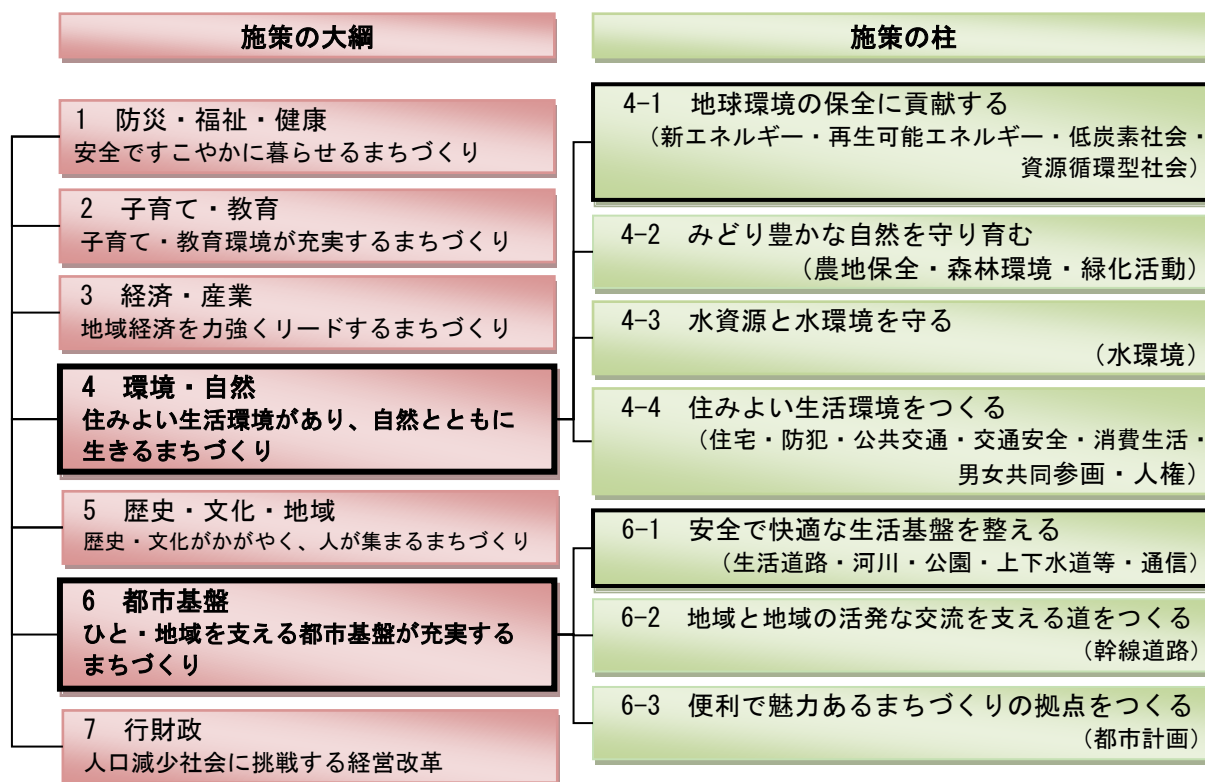 施策の大綱
1 防災・福祉・健康
安全ですこやかに暮らせるまちづくり
2 子育て・教育
子育て・教育環境が充実するまちづくり
3 経済・産業
地域経済を力強くリードするまちづくり
4 環境・自然
住みよい生活環境があり、自然とともに
生きるまちづくり
5 歴史・文化・地域
歴史・文化がかがやく、人が集まるまちづくり
6 都市基盤
ひと・地域を支える都市基盤が充実する
まちづくり
7 行財政
人口減少社会に挑戦する経営改革
施策の柱
4-1 地球環境の保全に貢献する
(新エネルギー・再生可能エネルギー・低炭素社会・
資源循環型社会)
4-2 みどり豊かな自然を守り育む
(農地保全・森林環境・緑化活動)
4-3 水資源と水環境を守る
(水環境)
4-4 住みよい生活環境をつくる
(住宅・防犯・公共交通・交通安全・消費生活・
男女共同参画・人権)
6-1 安全で快適な生活基盤を整える
(生活道路・河川・公園・上下水道等・通信)
6-2 地域と地域の活発な交流を支える道をつくる
(幹線道路)
6-3 便利で魅力あるまちづくりの拠点をつくる
(都市計画)